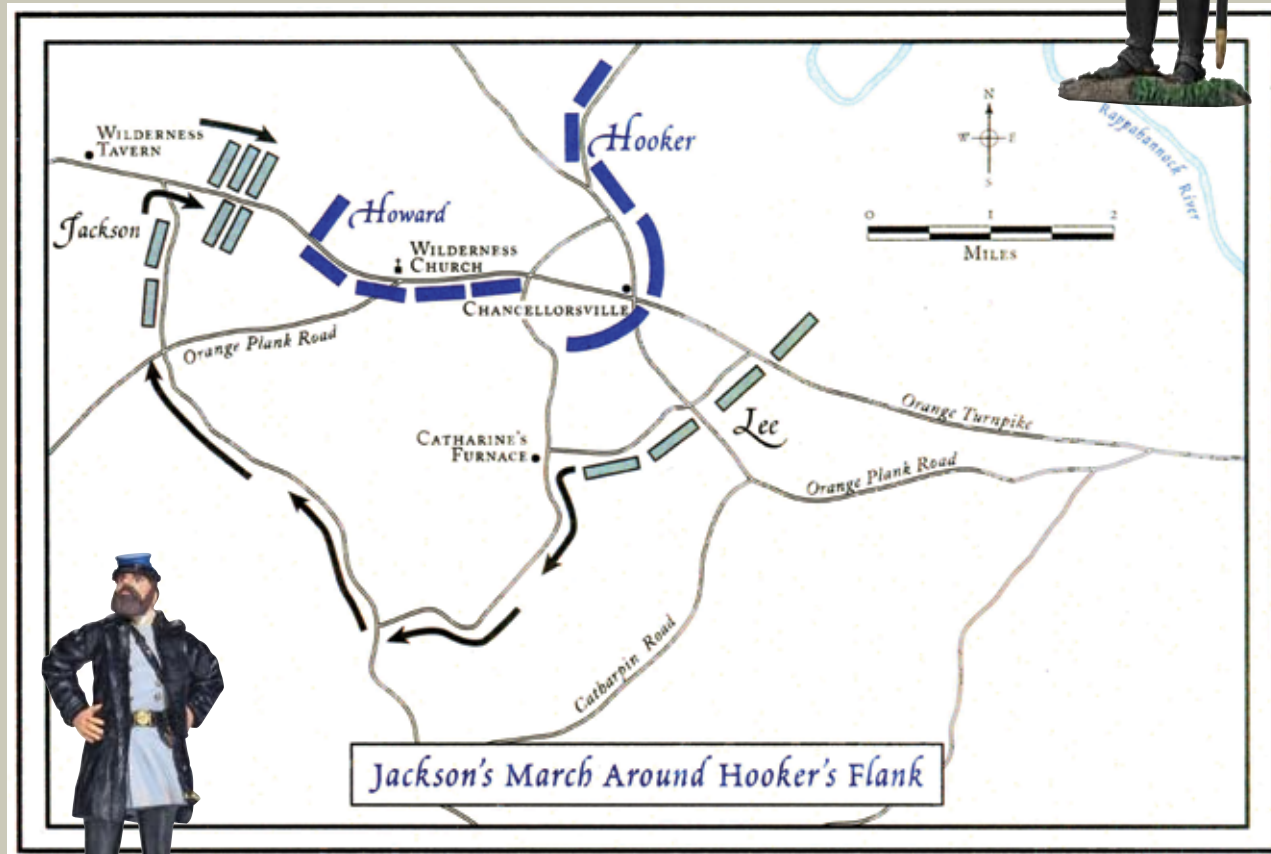 N
W
E
S
Rappahannock River
Hooker
WILDERNESS
TAVERN
Howard
Jackson
0 1 2
MILES
WILDERNESS
CHURCH
CHANCELLORSVILLE
Orange Plank Road
Orange Turnpike
Lee
CATHARINE'S
FURNACE
Orange Plank Road
Catharpin Road
Jackson's March Around Hooker's Flank